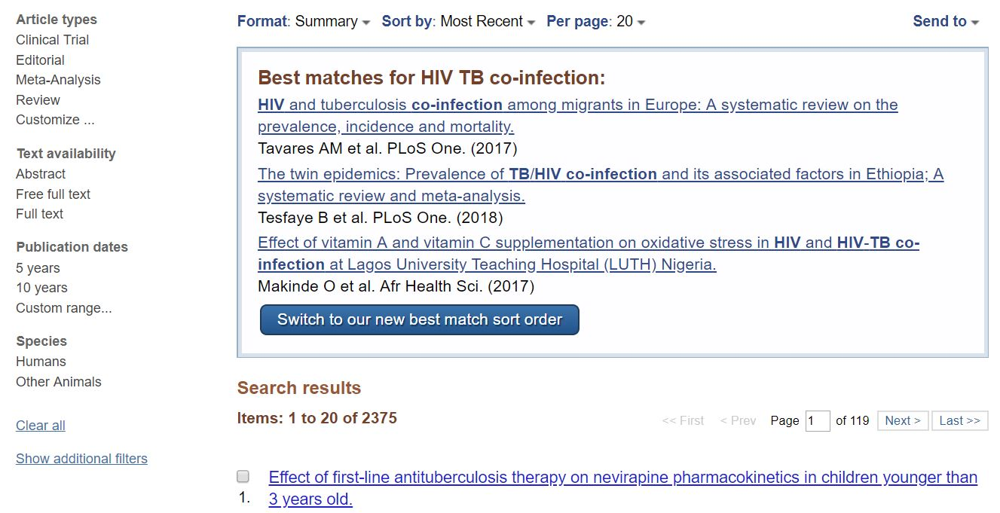 Article types
Clinical Trial
Editorial
Meta-Analysis
Review
Customize ...
Text availability
Abstract
Free full text
Full text
Publication dates
5 years
10 years
Custom range...
Species
Humans
Other Animals
Clear all
Show additional filters
Format: Summary Sort by: Most Recent Per page: 20 Send to
Best matches for HIV TB co-infection:
HIV and tuberculosis co-infection among migrants in Europe: A systematic review on the
prevalence, incidence and mortality.
Tavares AM et al. PLoS One. (2017)
The twin epidemics: Prevalence of TB/HIV co-infection and its associated factors in Ethiopia; A
systematic review and meta-analysis.
Tesfaye B et al. PLoS One. (2018)
Effect of vitamin A and vitamin C supplementation on oxidative stress in HIV and HIV-TB co-
infection at Lagos University Teaching Hospital (LUTH) Nigeria.
Makinde O et al. Afr Health Sci. (2017)
Switch to our new best match sort order
Search results
Items: 1 to 20 of 2375
<< First < Prev Page 1 of 119 Next > Last >>
Effect of first-line antituberculosis therapy on nevirapine pharmacokinetics in children younger than
1. 3 years old.